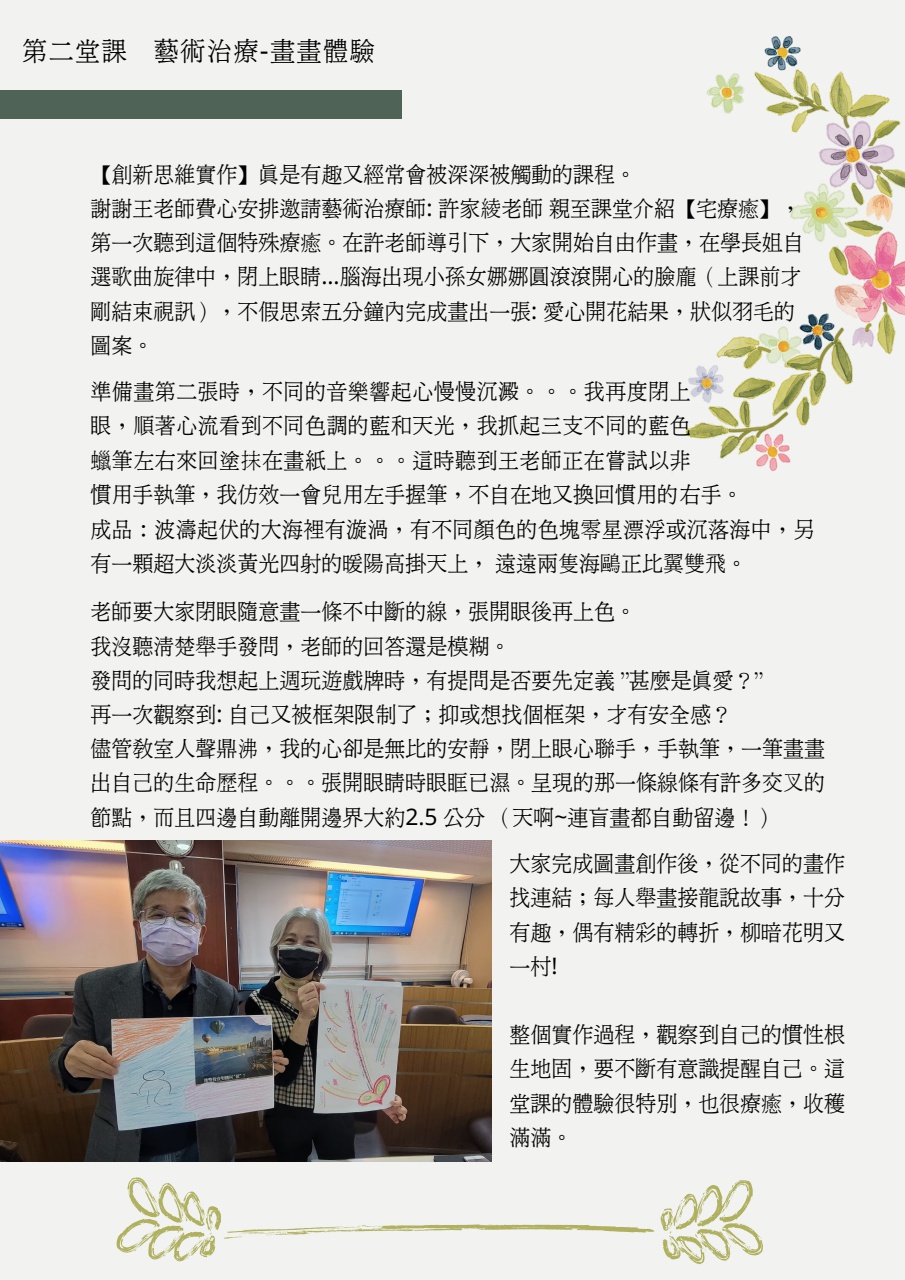 第二堂課　藝術治療-畫畫體驗
【創新思維實作】真是有趣又經常會被深深被觸動的課程。
謝謝王老師費心安排邀請藝術治療師: 許家綾老師 親至課堂介紹【宅療癒】，
第一次聽到這個特殊療癒。在許老師導引下，大家開始自由作畫，在學長姐自
選歌曲旋律中，閉上眼睛...腦海出現小孫女娜娜圓滾滾開心的臉龐（上課前才
剛結束視訊），不假思索五分鐘內完成畫出一張: 愛心開花結果，狀似羽毛的
圖案。
準備畫第二張時，不同的音樂響起心慢慢沉澱。。。我再度閉上
眼，順著心流看到不同色調的藍和天光，我抓起三支不同的藍色
蠟筆左右來回塗抹在畫紙上。。。這時聽到王老師正在嘗試以非
慣用手執筆，我仿效一會兒用左手握筆，不自在地又換回慣用的右手。
成品：波濤起伏的大海裡有漩渦，有不同顏色的色塊零星漂浮或沉落海中，另
有一顆超大淡淡黃光四射的暖陽高掛天上， 遠遠兩隻海鷗正比翼雙飛。
老師要大家閉眼隨意畫一條不中斷的線，張開眼後再上色。
我沒聽清楚舉手發問，老師的回答還是模糊。
發問的同時我想起上週玩遊戲牌時，有提問是否要先定義 ”甚麼是真愛？”
再一次觀察到: 自己又被框架限制了；抑或想找個框架，才有安全感？
儘管教室人聲鼎沸，我的心卻是無比的安靜，閉上眼心聯手，手執筆，一筆畫畫
出自己的生命歷程。。。張開眼睛時眼眶已濕。呈現的那一條線條有許多交叉的
節點，而且四邊自動離開邊界大約2.5 公分 （天啊~連盲畫都自動留邊！）
大家完成圖畫創作後，從不同的畫作
找連結；每人舉畫接龍說故事，十分
有趣，偶有精彩的轉折，柳暗花明又
一村!
整個實作過程，觀察到自己的慣性根
生地固，要不斷有意識提醒自己。這
堂課的體驗很特別，也很療癒，收穫
滿滿。